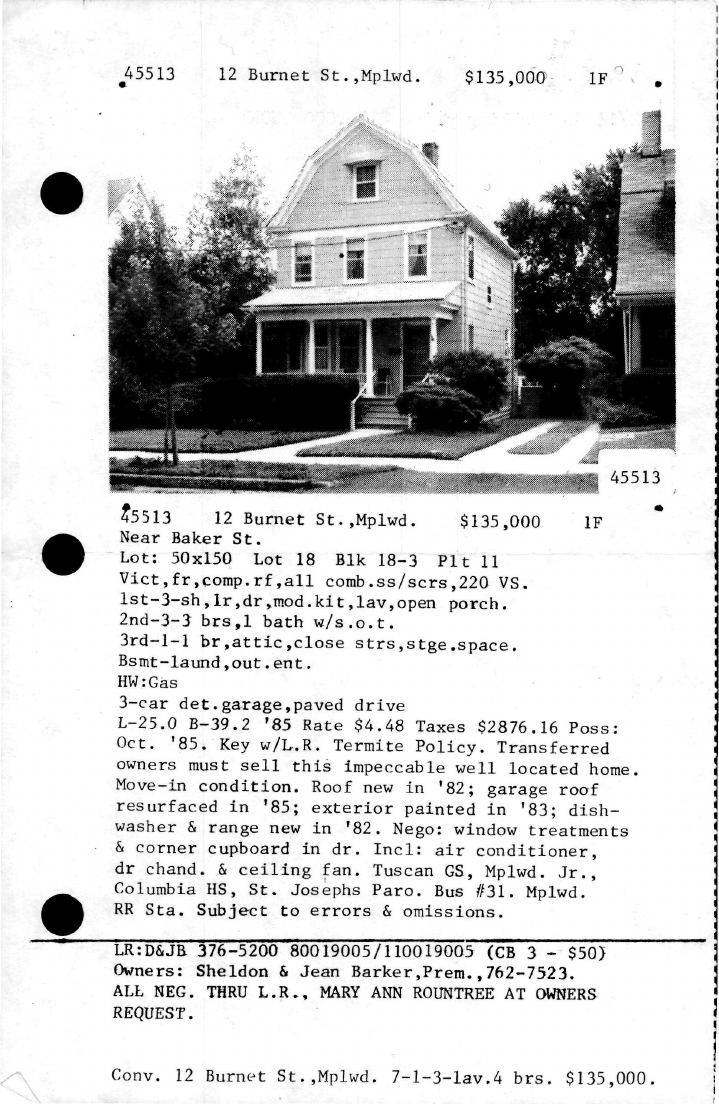 45513 12 Burnet St.,Mplwd. $135,000 1F
45513
45513 12 Burnet St.,Mplwd. $135,000 1F
Near Baker St.
Lot: 50x150 Lot 18 Blk 18-3 Plt 11
Vict,fr,comp.rf,all comb.ss/scrs,220 VS.
1st-3-sh,lr,dr,mod.kit,lav,open porch.
2nd-3-3 brs,1 bath w/s.o.t.
3rd-1-1 br,attic,close strs,stge.space.
Bsmt-laund,out.ent.
HW:Gas
3-car det.garage,paved drive
L-25.0 B-39.2 '85 Rate $4.48 Taxes $2876.16 Poss:
Oct. '85. Key w/L.R. Termite Policy. Transferred
owners must sell this impeccable well located home.
Move-in condition. Roof new in '82; garage roof
resurfaced in '85; exterior painted in '83; dish-
washer & range new in '82. Nego: window treatments
& corner cupboard in dr. Incl: air conditioner,
dr chand. & ceiling fan. Tuscan GS, Mplwd. Jr.,
Columbia HS, St. Josephs Paro. Bus #31. Mplwd.
RR Sta. Subject to errors & omissions.
LR:D&JB 376-5200 80019005/110019005 (CB 3 - $50)
Owners: Sheldon & Jean Barker,Prem.,762-7523.
ALL NEG. THRU L.R., MARY ANN ROUNTREE AT OWNERS
REQUEST.
Conv. 12 Burnet St.,Mplwd. 7-1-3-lav.4 brs. $135,000.